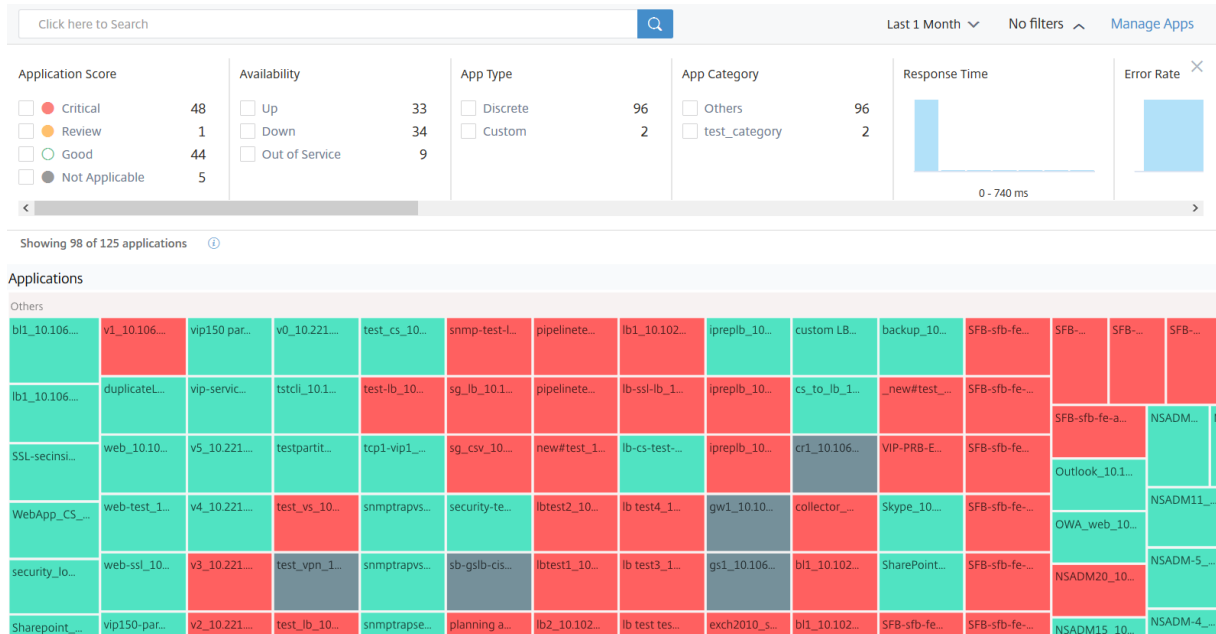 Click here to Search
Last 1 Month
No filters
Manage Apps
Application Score
Critical 48
Review 1
Good 44
Not Applicable 5
Availability
Up 33
Down 34
Out of Service 9
App Type
Discrete 96
Custom 2
App Category
Others 96
test_category 2
Response Time
0 - 740 ms
Error Rate
Showing 98 of 125 applications
Applications
Others
bl1_10.106.... v1_10.106.... vip150 par... v0_10.221.... test_cs_10... snmp-test-l... pipelinete... lb1_10.102... ipreplb_10... custom LB... backup_10... SFB-sfb-fe... SFB-... SFB-... SFB-...
lb1_10.106.... duplicateL... vip-servic... tstcli_10.1... test-lb_10... sg_lb_10.1... pipelinete... lb-ssl-lb_1... ipreplb_10... cs_to_lb_1... _new#test_... SFB-sfb-fe-... SFB-sfb-fe-a... NSADM...
SSL-secinsi... web_10.10... v5_10.221.... testpartit... tcp1-vip1_... sg_csv_10.... new#test_1... lb-cs-test-... ipreplb_10... cr1_10.106... VIP-PRB-E... SFB-sfb-fe-... Outlook_10.1...
WebApp_CS_... web-test_1... v4_10.221.... test_vs_10... snmptrapvs... security-te... lbtest2_10... lb test4_1... gw1_10.10... collector_... Skype_10.... SFB-sfb-fe-... OWA_web_10... NSADM11_...
security_lo... web-ssl_10... v3_10.221.... test_vpn_1... snmptrapvs... sb-gslb-cis... lbtest1_10... lb test3_1... gs1_10.106... bl1_10.102... SharePoint... SFB-sfb-fe-... NSADM20_10... NSADM-5_...
Sharepoint_... vip150-par... v2_10.221.... test_lb_10... snmptrapse... planning a... lb2_10.102... lb test tes... exch2010_s... bl1_10.102... SFB-sfb-fe... SFB-sfb-fe-... NSADM15_10... NSADM-4_...